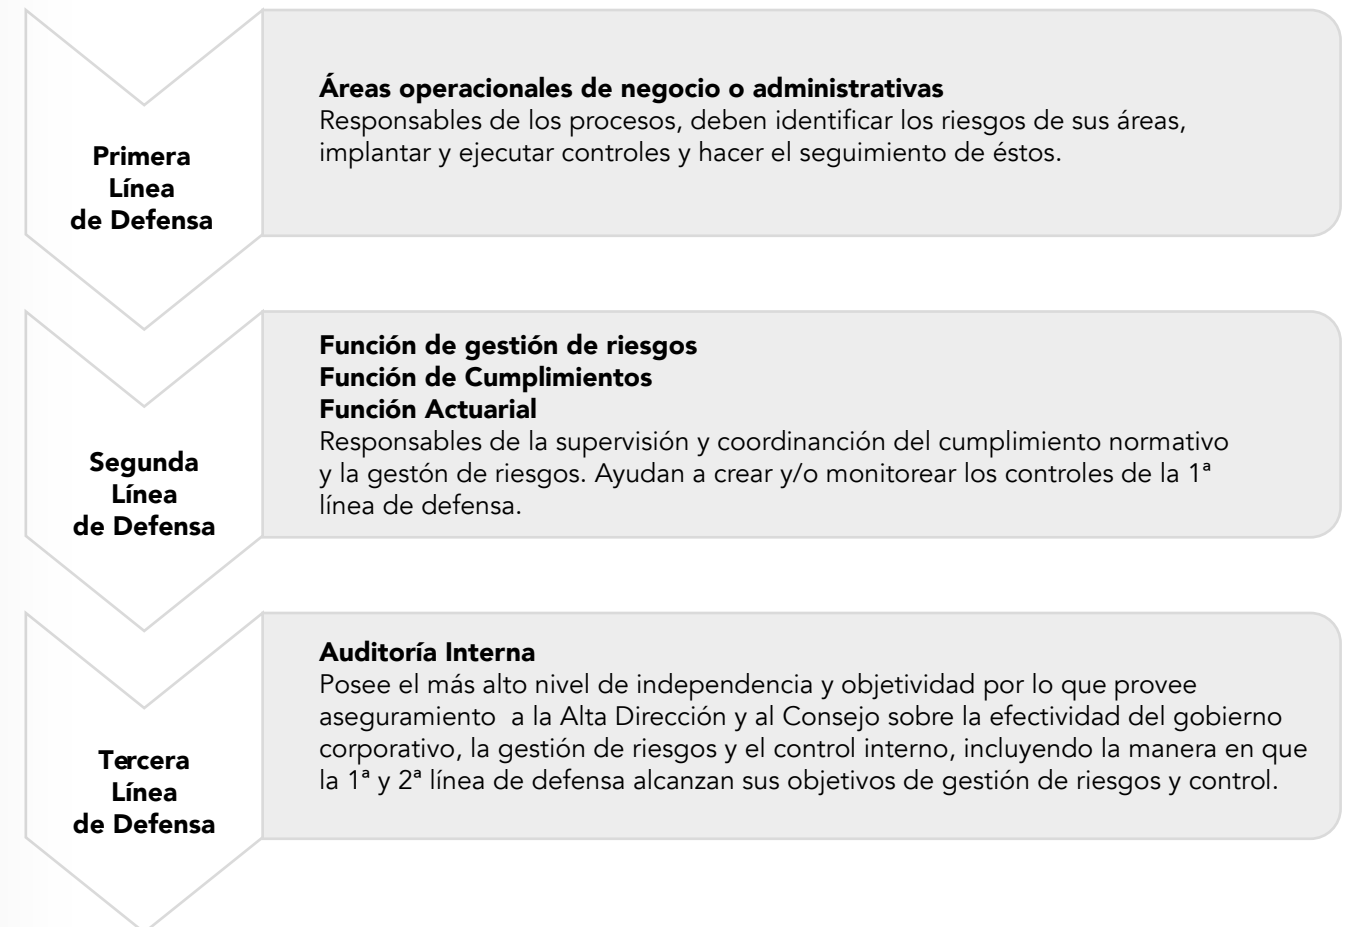 Primera
Línea
de Defensa
Áreas operacionales de negocio o administrativas
Responsables de los procesos, deben identificar los riesgos de sus áreas,
implantar y ejecutar controles y hacer el seguimiento de éstos.
Segunda
Línea
de Defensa
Función de gestión de riesgos
Función de Cumplimientos
Función Actuarial
Responsables de la supervisión y coordinanción del cumplimiento normativo
y la gestón de riesgos. Ayudan a crear y/o monitorear los controles de la 1ª
línea de defensa.
Tercera
Línea
de Defensa
Auditoría Interna
Posee el más alto nivel de independencia y objetividad por lo que provee
aseguramiento  a la Alta Dirección y al Consejo sobre la efectividad del gobierno
corporativo, la gestión de riesgos y el control interno, incluyendo la manera en que
la 1ª y 2ª línea de defensa alcanzan sus objetivos de gestión de riesgos y control.